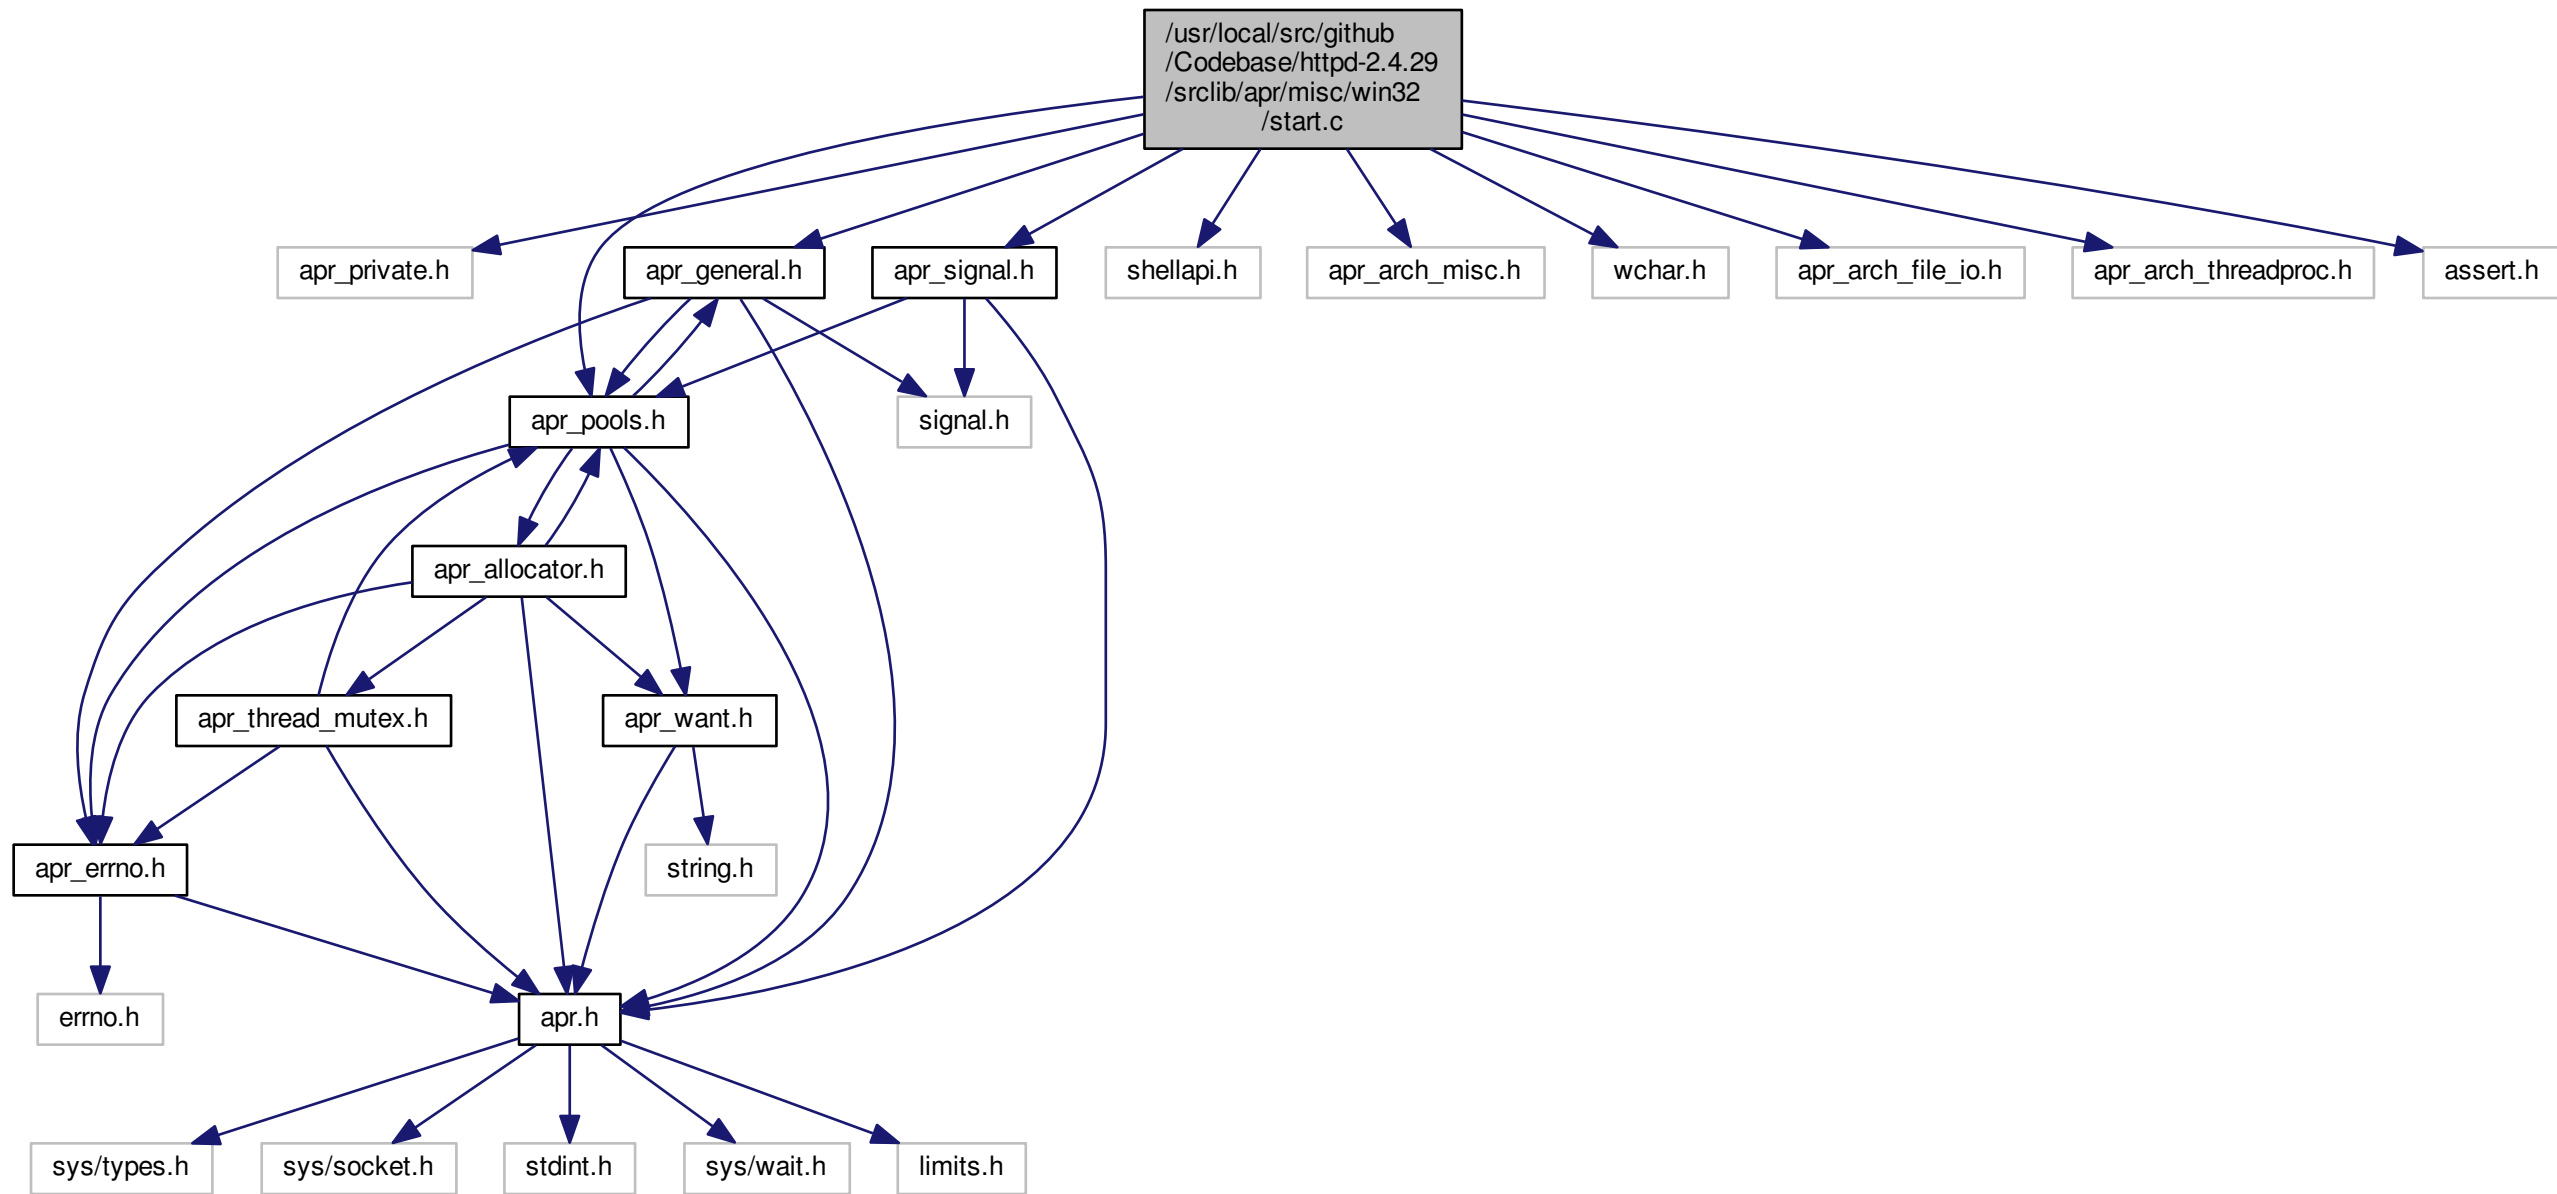 /usr/local/src/github
/Codebase/httpd-2.4.29
/srclib/apr/misc/win32
/start.c
apr_private.h
apr_general.h
apr_signal.h
shellapi.h
apr_arch_misc.h
wchar.h
apr_arch_file_io.h
apr_arch_threadproc.h
assert.h
apr_pools.h
signal.h
apr_allocator.h
apr_thread_mutex.h
apr_want.h
apr_errno.h
string.h
errno.h
apr.h
sys/types.h
sys/socket.h
stdint.h
sys/wait.h
limits.h